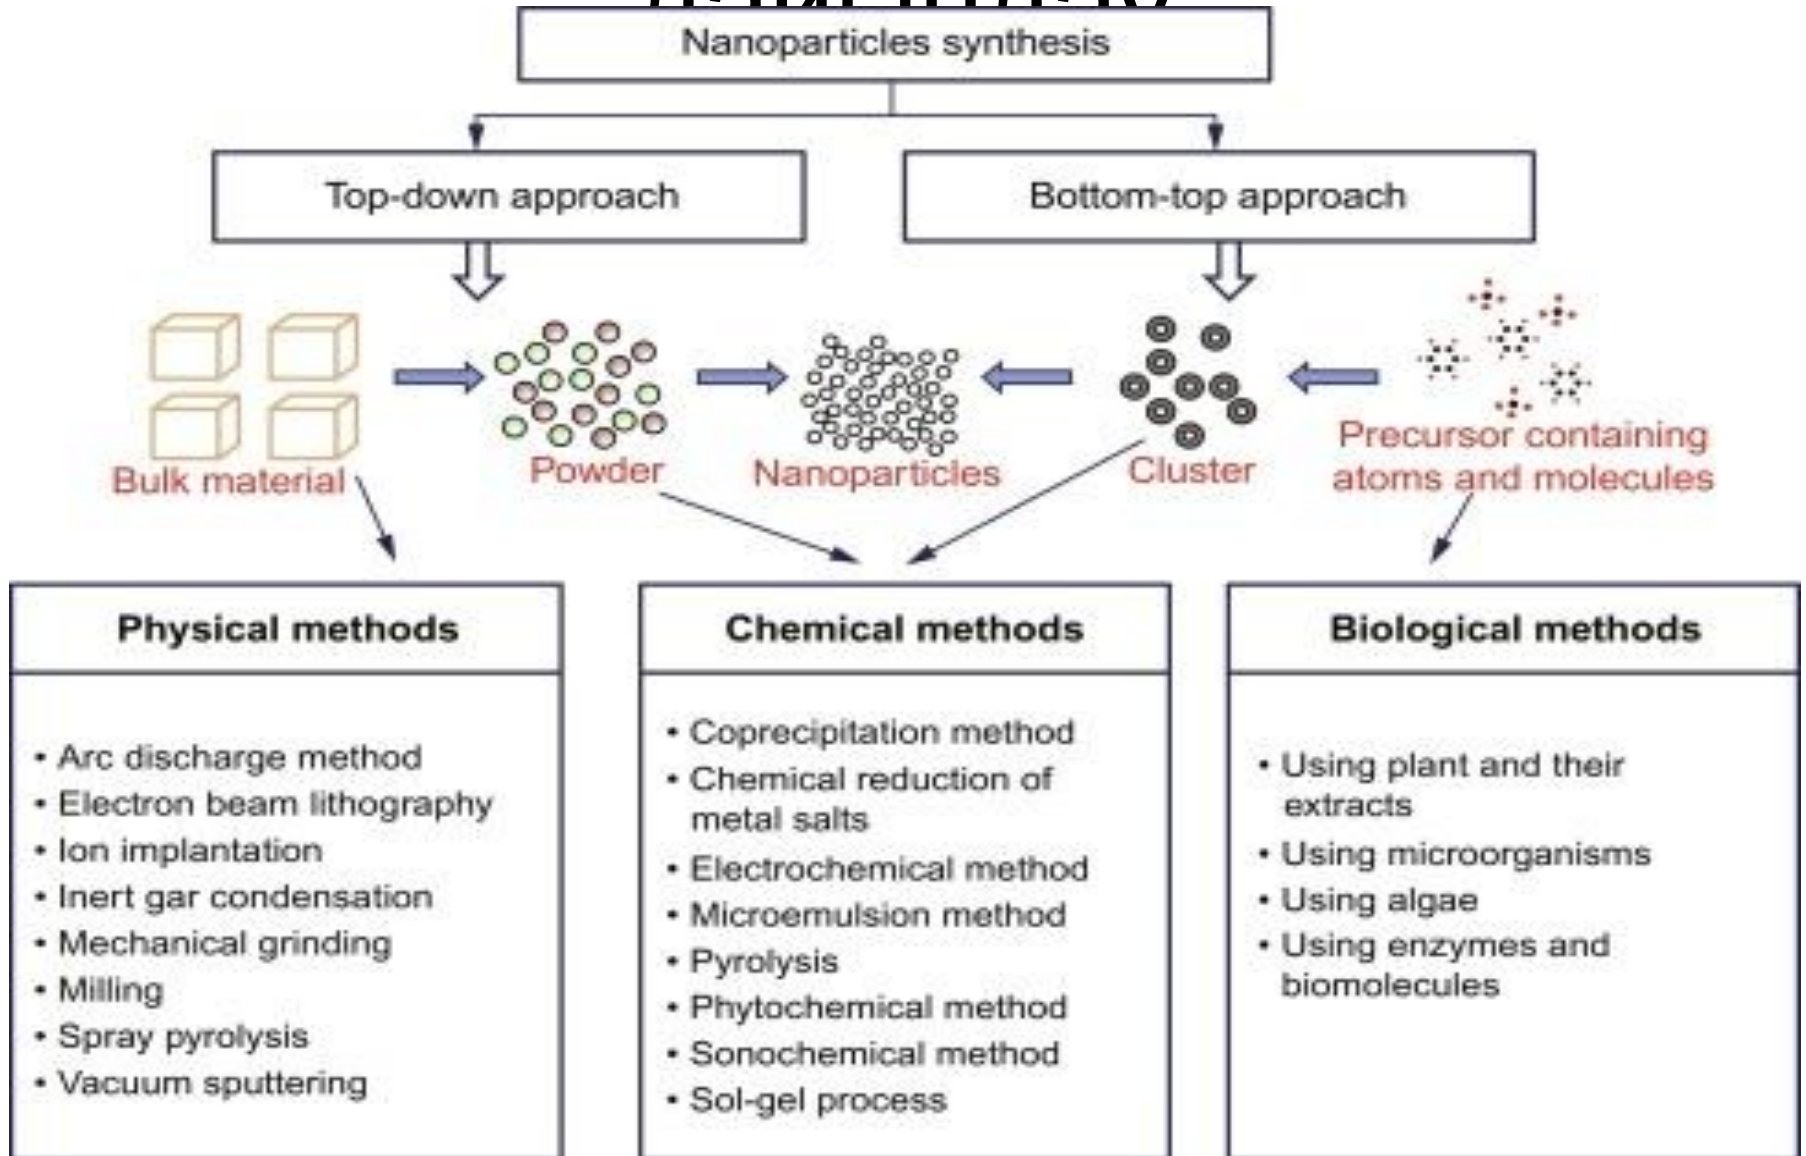 Nanoparticles synthesis
Top-down approach
Bottom-top approach
Bulk material
Powder
Nanoparticles
Cluster
Precursor containing
atoms and molecules
Physical methods
• Arc discharge method
• Electron beam lithography
• Ion implantation
• Inert gar condensation
• Mechanical grinding
• Milling
• Spray pyrolysis
• Vacuum sputtering
Chemical methods
• Coprecipitation method
• Chemical reduction of
metal salts
• Electrochemical method
• Microemulsion method
• Pyrolysis
• Phytochemical method
• Sonochemical method
• Sol-gel process
Biological methods
• Using plant and their
extracts
• Using microorganisms
• Using algae
• Using enzymes and
biomolecules